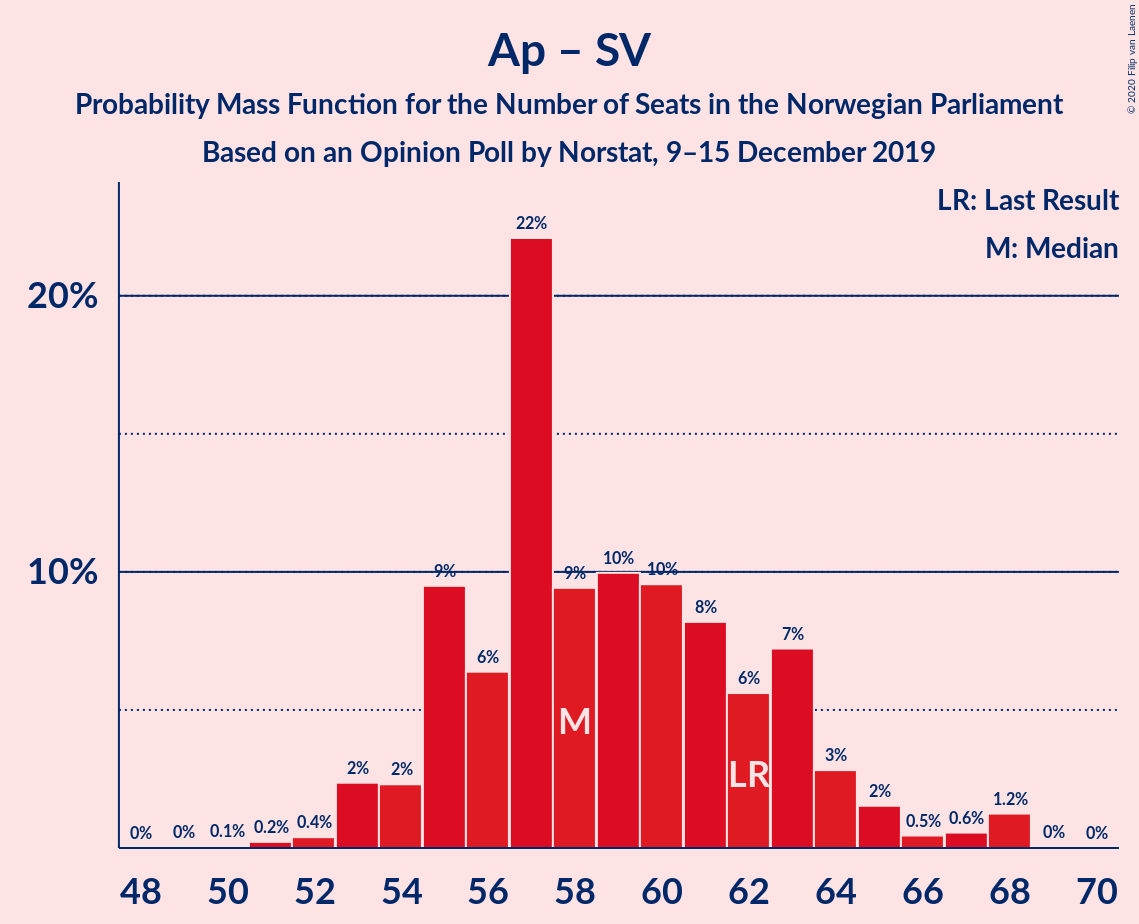 © 2020 Filip van Laenen
Ap – SV
Probability Mass Function for the Number of Seats in the Norwegian Parliament
Based on an Opinion Poll by Norstat, 9–15 December 2019
LR: Last Result
M: Median
20%
10%
0% 0% 0.1% 0.2% 0.4% 2% 2% 9% 6% 22% 9% 10% 10% 8% 6% 7% 3% 2% 0.5% 0.6% 1.2% 0% 0%
M
LR
48 50 52 54 56 58 60 62 64 66 68 70